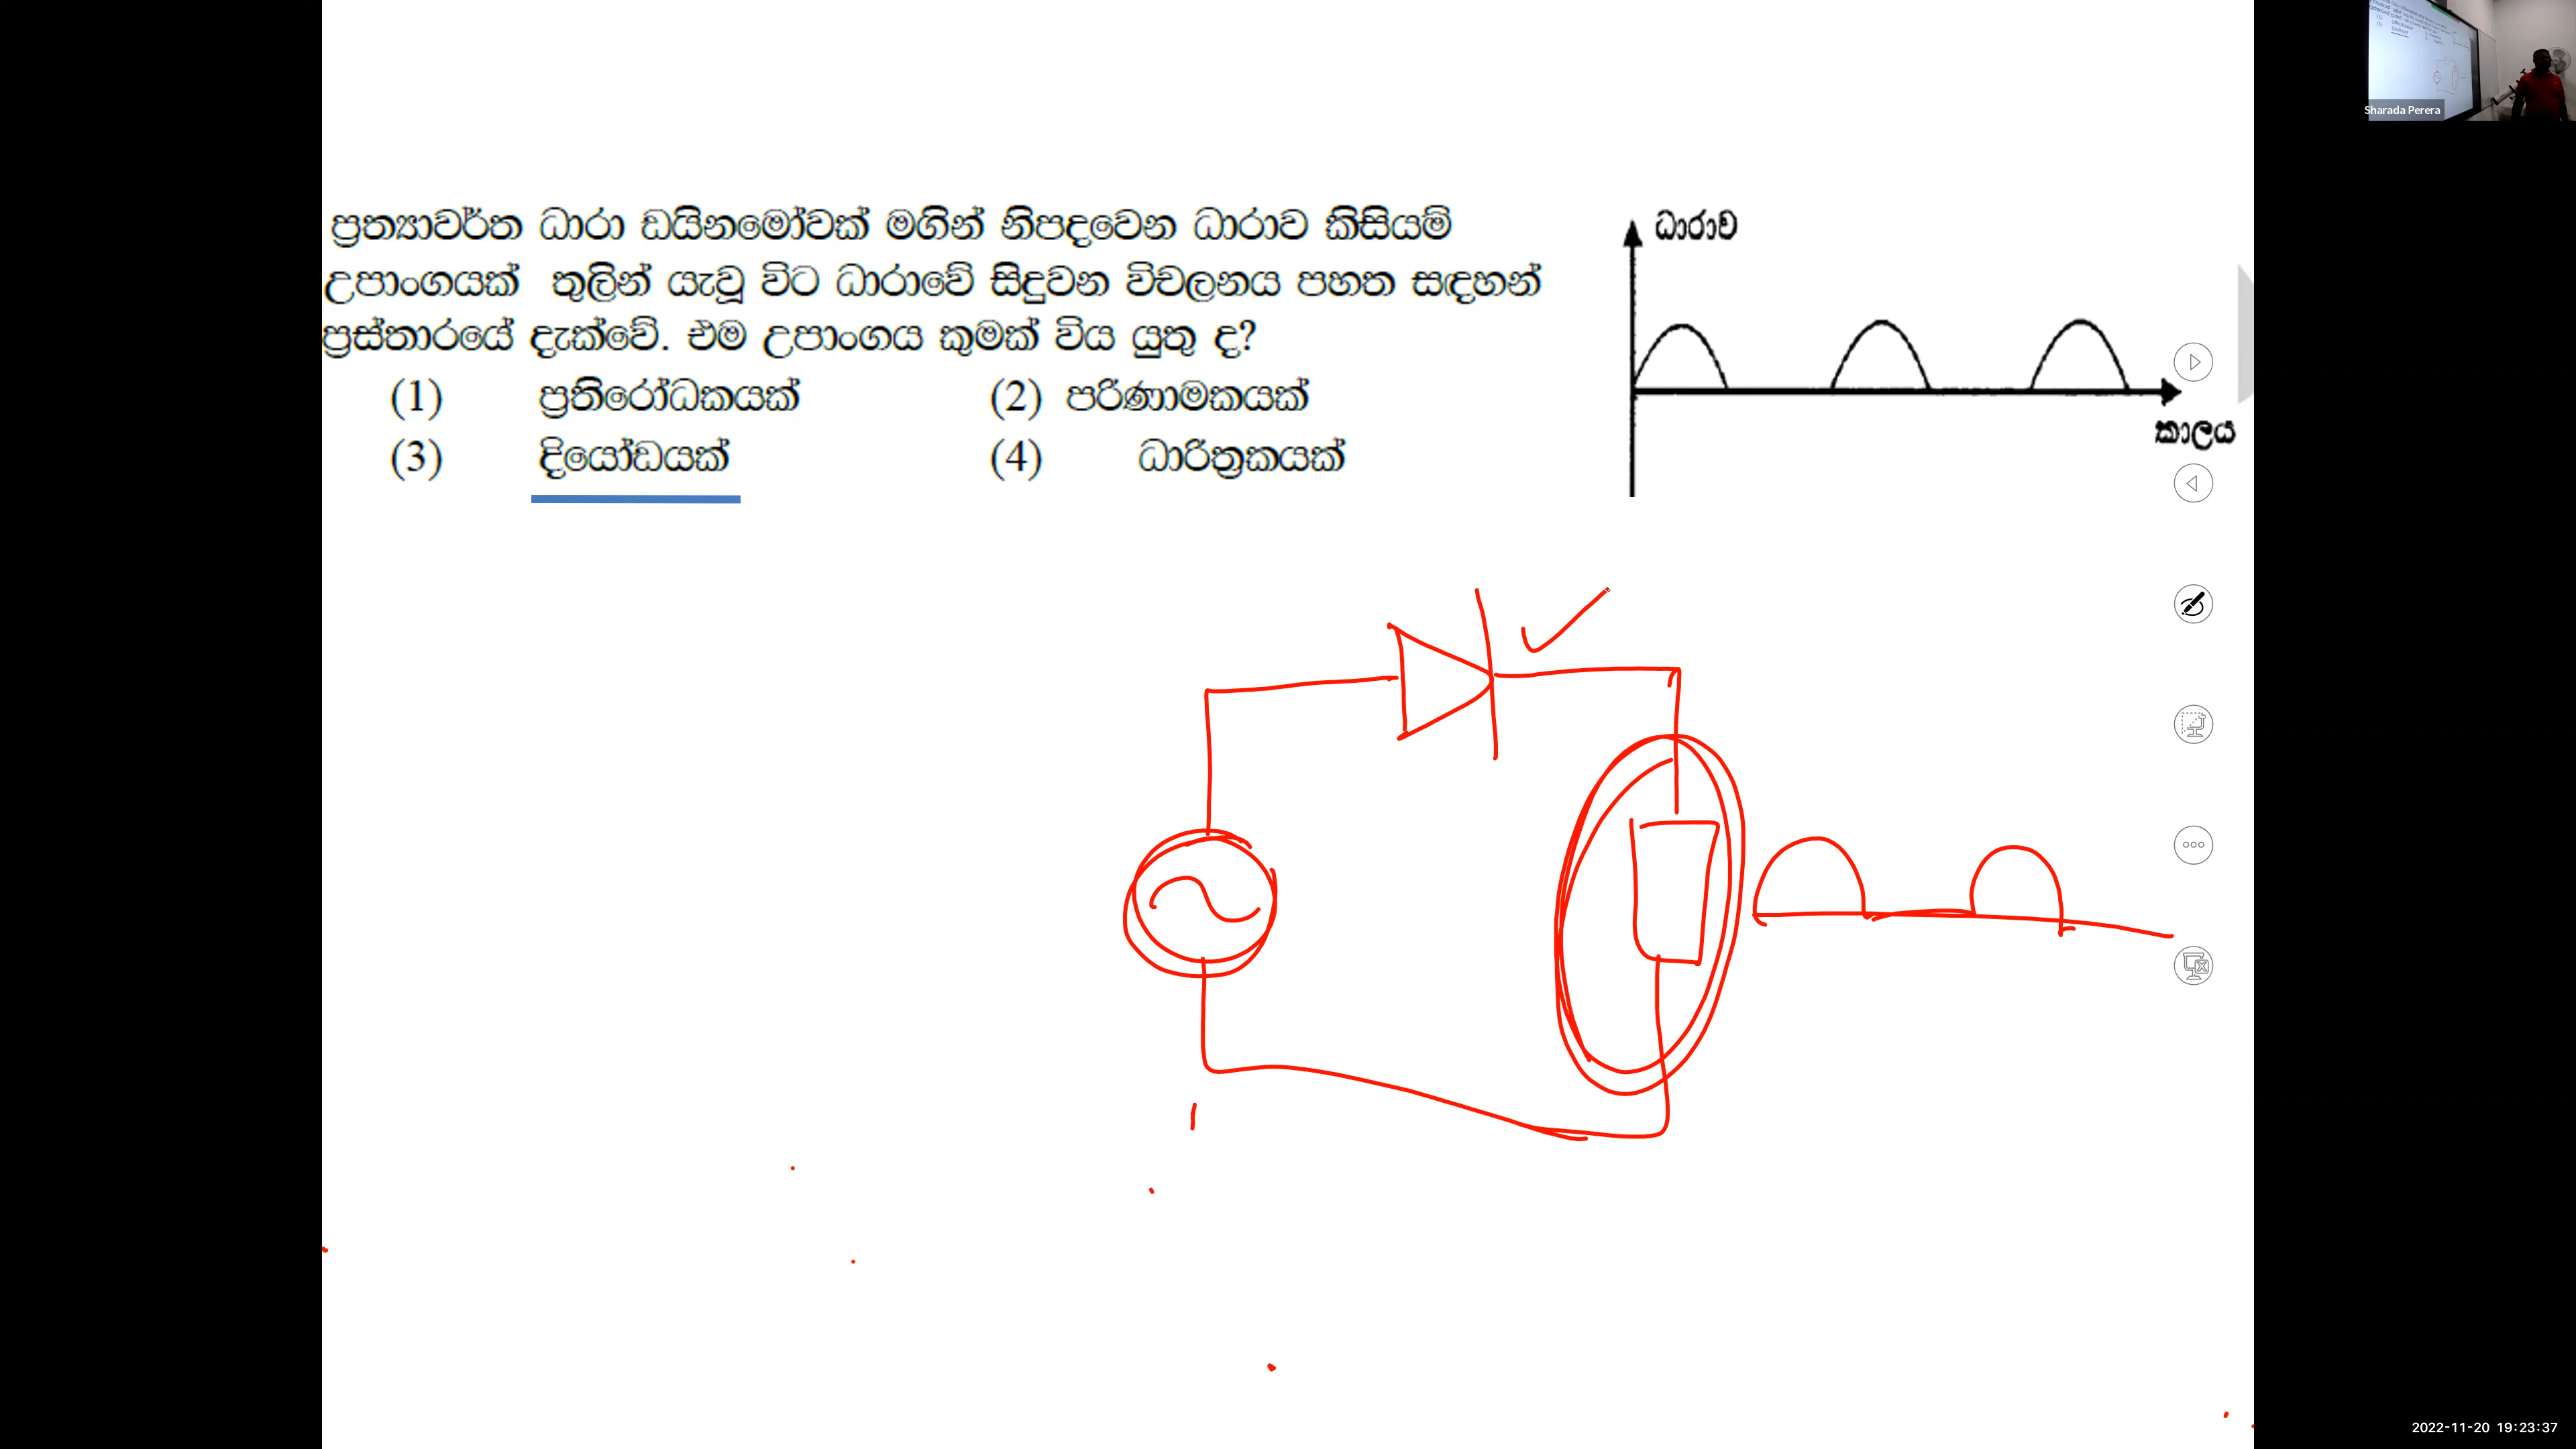 Sharada Perera
ප්‍රත්‍යාවර්ත ධාරා ඩයිනමෝවක් මගින් නිපදවෙන ධාරාව කිසියම්
උපාංගයක් තුලින් යැවූ විට ධාරාවේ සිදුවන විචලනය පහත සඳහන්
ප්‍රස්තාරයේ දැක්වේ. එම උපාංගය කුමක් විය යුතු ද?
(1) ප්‍රතිරෝධකයක් (2) පරිණාමකයක්
(3) දියෝඩයක් (4) ධාරිත්‍රකයක්
ධාරාව
කාලය
2022-11-20 19:23:37